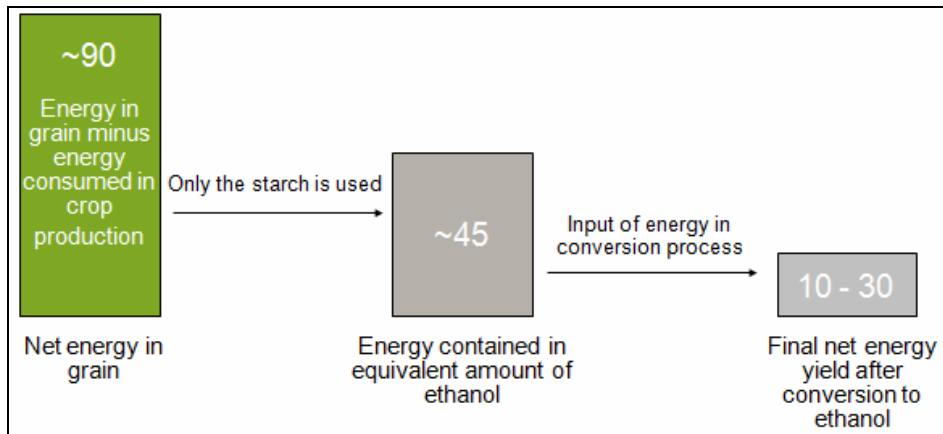 ~90
Energy in
grain minus
energy
consumed in
crop
production
Only the starch is used
~45
Input of energy in
conversion process
10 - 30
Net energy in
grain
Energy contained in
equivalent amount of
ethanol
Final net energy
yield after
conversion to
ethanol